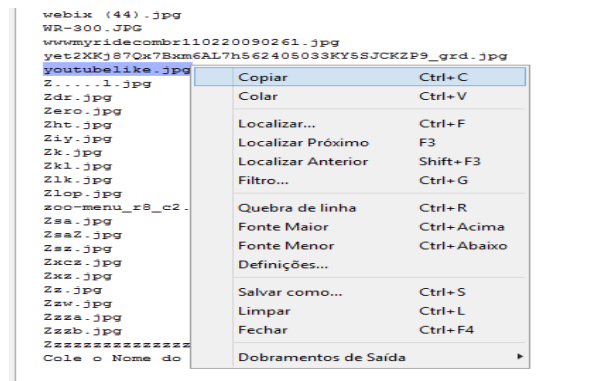 webix (44).jpg
WR-300.JPG
wwwmyridecombr110220090261.jpg
yet2XKj87Qx7Bxm6AL7h562405033KY5SJCKZP9_grd.jpg
youtubelike.jpg
Z.....l.jpg
Zdr.jpg
Zero.jpg
Zht.jpg
Ziy.jpg
Zk.jpg
Zkl.jpg
Zlk.jpg
Zlop.jpg
zoo-menu_r8_c2.
Zsa.jpg
ZsaZ.jpg
Zsz.jpg
Zxcz.jpg
Zxz.jpg
Zz.jpg
Zzw.jpg
Zzza.jpg
Zzzb.jpg
Zzzzzzzzzzzzzzz
Cole o Nome do
Copiar Ctrl+C
Colar Ctrl+V
Localizar... Ctrl+F
Localizar Próximo F3
Localizar Anterior Shift+F3
Filtro... Ctrl+G
Quebra de linha Ctrl+R
Fonte Maior Ctrl+Acima
Fonte Menor Ctrl+Abaixo
Definições...
Salvar como... Ctrl+S
Limpar Ctrl+L
Fechar Ctrl+F4
Dobramentos de Saída